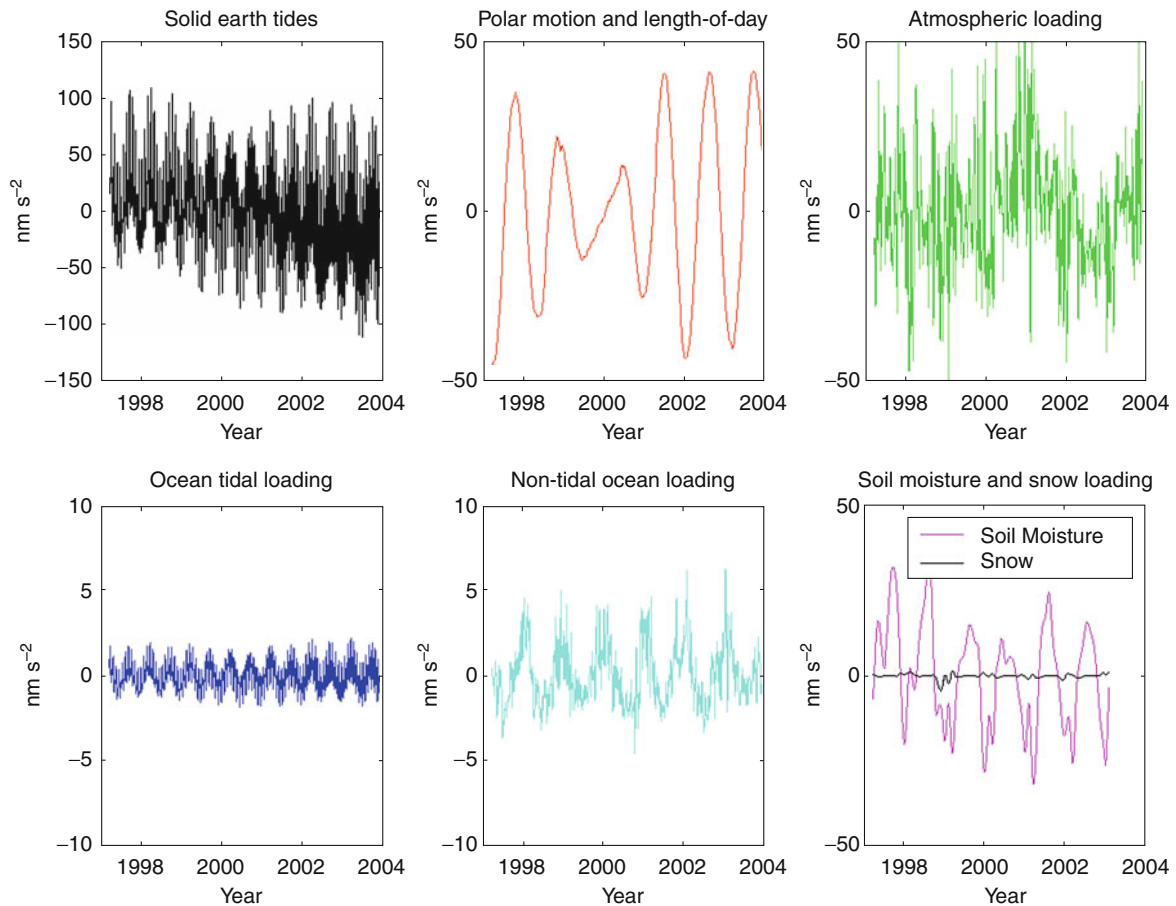 Solid earth tides
150
100
50
0
−50
−100
−150
nm s−2
1998 2000 2002 2004
Year
Polar motion and length-of-day
50
0
−50
nm s−2
1998 2000 2002 2004
Year
Atmospheric loading
50
0
−50
nm s−2
1998 2000 2002 2004
Year
Ocean tidal loading
10
5
0
−5
−10
nm s−2
1998 2000 2002 2004
Year
Non-tidal ocean loading
10
5
0
−5
−10
nm s−2
1998 2000 2002 2004
Year
Soil moisture and snow loading
50
0
−50
nm s−2
Soil Moisture
Snow
1998 2000 2002 2004
Year